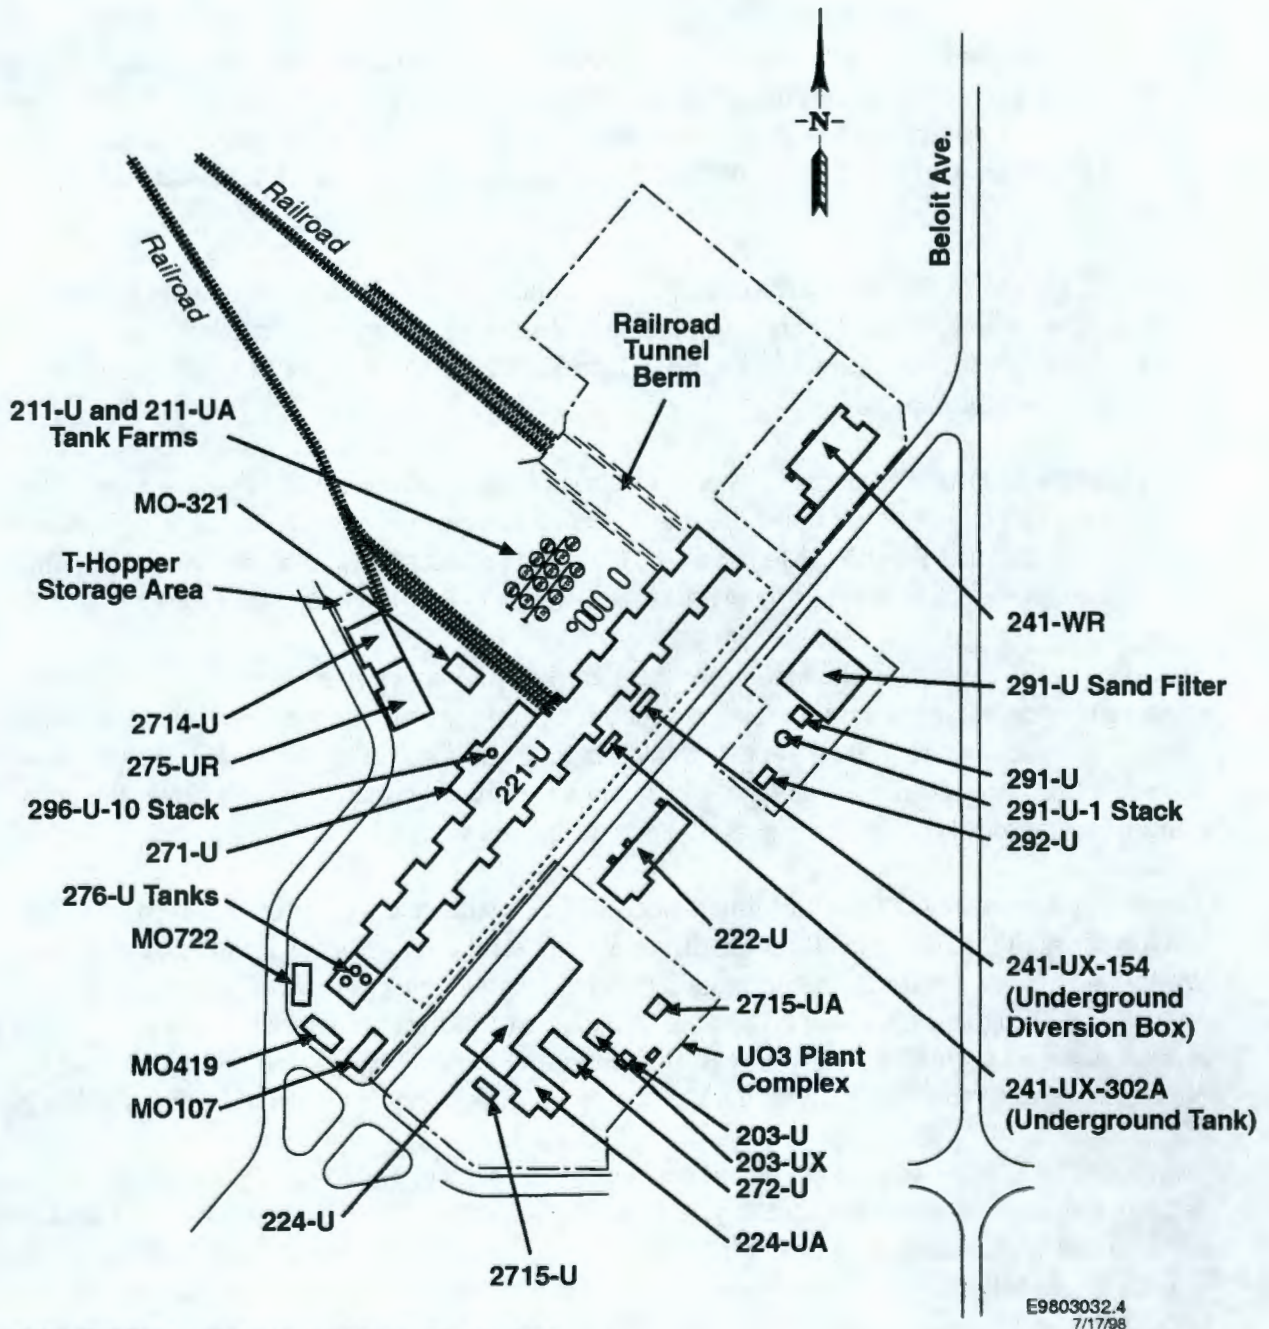 N
Beloit Ave.
Railroad
Railroad
Railroad
Tunnel
Berm
211-U and 211-UA
Tank Farms
MO-321
T-Hopper
Storage Area
2714-U
275-UR
296-U-10 Stack
271-U
276-U Tanks
MO722
MO419
MO107
221-U
241-WR
291-U Sand Filter
291-U
291-U-1 Stack
292-U
222-U
241-UX-154
(Underground
Diversion Box)
2715-UA
UO3 Plant
Complex
241-UX-302A
(Underground Tank)
203-U
203-UX
272-U
224-U
224-UA
2715-U
E9803032.4
7/17/98